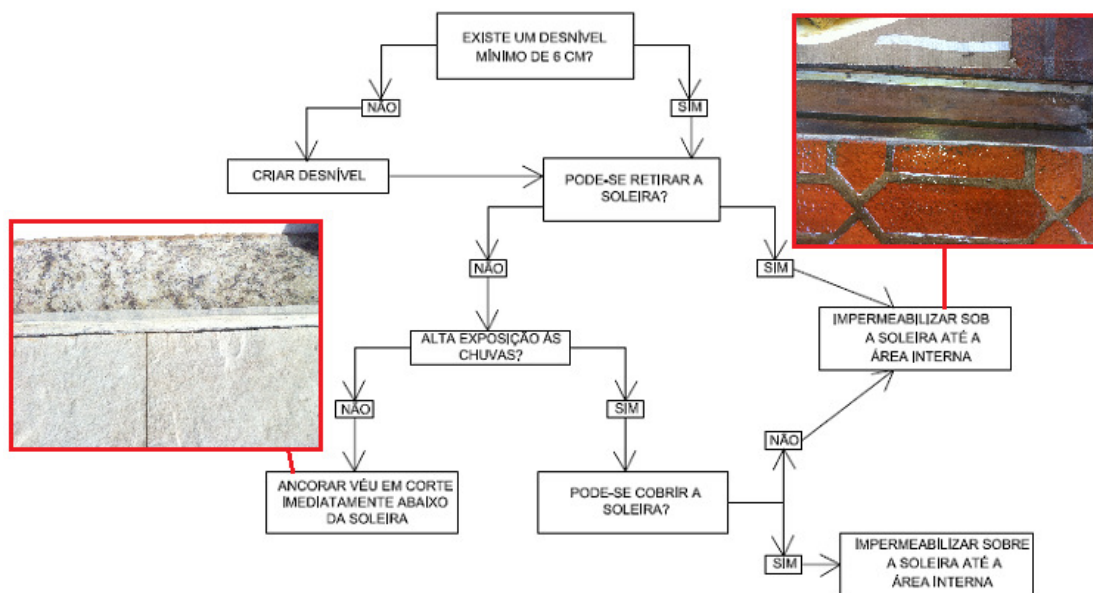 EXISTE UM DESNÍVEL
MÍNIMO DE 6 CM?
NÃO
SIM
CRIAR DESNÍVEL
PODE-SE RETIRAR A
SOLEIRA?
NÃO
SIM
ALTA EXPOSIÇÃO ÀS
CHUVAS?
IMPERMEABILIZAR SOB
A SOLEIRA ATÉ A
ÁREA INTERNA
NÃO
SIM
NÃO
ANCORAR VÉU EM CORTE
IMEDIATAMENTE ABAIXO
DA SOLEIRA
PODE-SE COBRIR A
SOLEIRA?
SIM
IMPERMEABILIZAR SOBRE
A SOLEIRA ATÉ A
ÁREA INTERNA